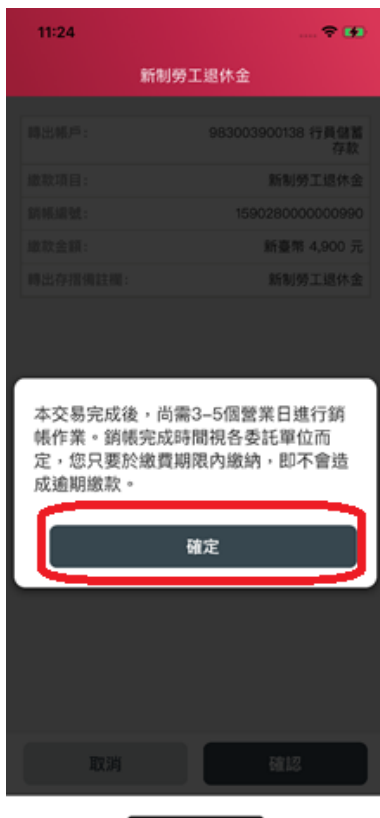 11:24
新制勞工退休金
轉出帳戶：
983003900138 行員儲蓄
存款
繳款項目：
新制勞工退休金
銷帳編號：
1590280000000990
繳款金額：
新臺幣 4,900 元
轉出存摺備註欄：
新制勞工退休金
本交易完成後，尚需3–5個營業日進行銷
帳作業。銷帳完成時間視各委託單位而
定，您只要於繳費期限內繳納，即不會造
成逾期繳款。
確定
取消
確認